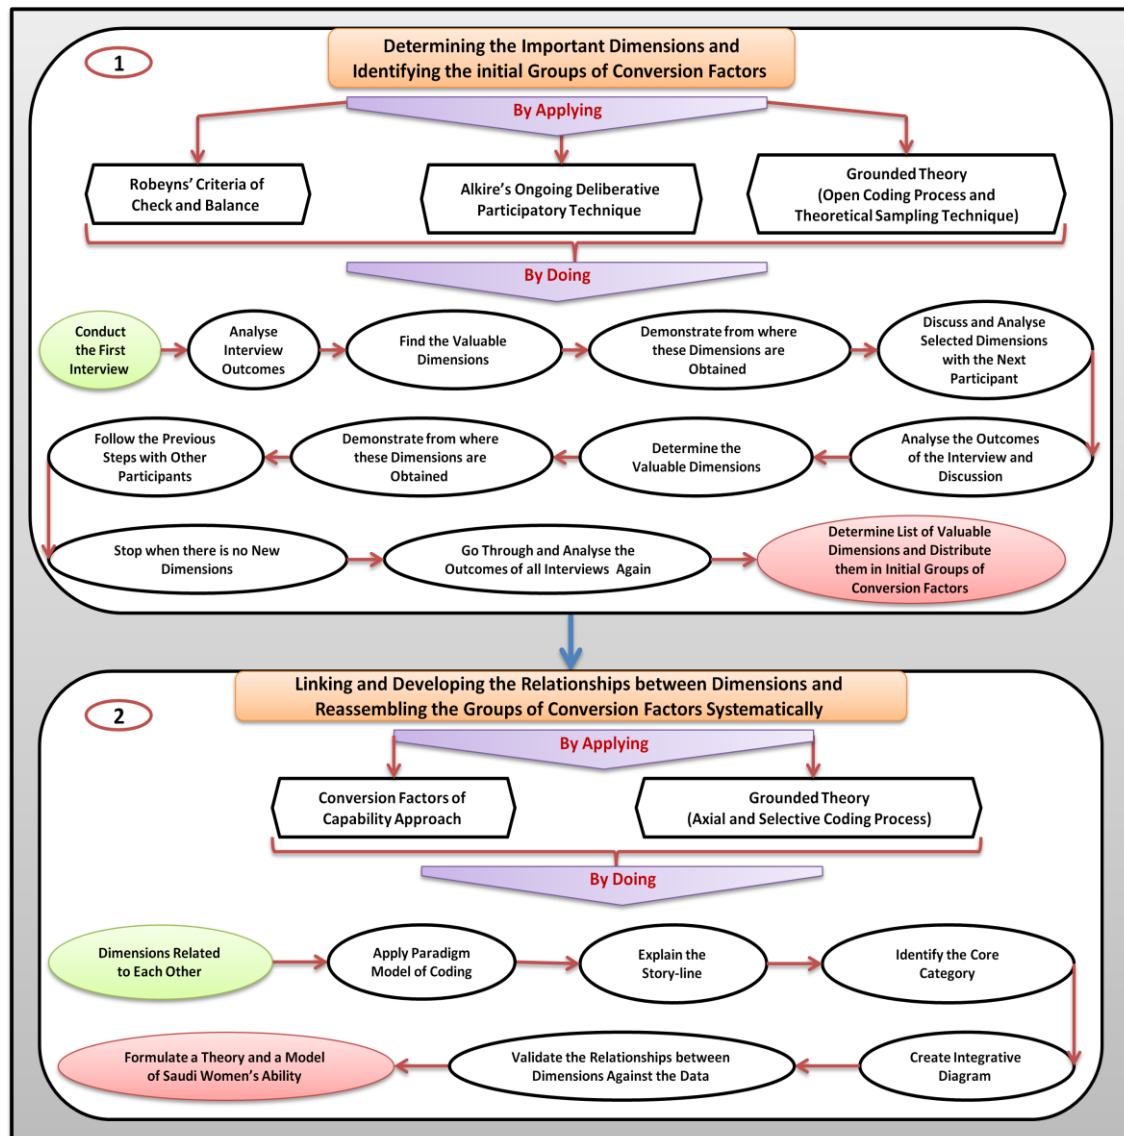 1
Determining the Important Dimensions and
Identifying the initial Groups of Conversion Factors
By Applying
Robeyns’ Criteria of
Check and Balance
Alkire’s Ongoing Deliberative
Participatory Technique
Grounded Theory
(Open Coding Process and
Theoretical Sampling Technique)
By Doing
Conduct
the First
Interview
Analyse
Interview
Outcomes
Find the Valuable
Dimensions
Demonstrate from where
these Dimensions are
Obtained
Discuss and Analyse
Selected Dimensions
with the Next
Participant
Analyse the Outcomes
of the Interview and
Discussion
Determine the
Valuable Dimensions
Demonstrate from where
these Dimensions are
Obtained
Follow the Previous
Steps with Other
Participants
Stop when there is no New
Dimensions
Go Through and Analyse the
Outcomes of all Interviews Again
Determine List of Valuable
Dimensions and Distribute
them in Initial Groups of
Conversion Factors
2
Linking and Developing the Relationships between Dimensions and
Reassembling the Groups of Conversion Factors Systematically
By Applying
Conversion Factors of
Capability Approach
Grounded Theory
(Axial and Selective Coding Process)
By Doing
Dimensions Related
to Each Other
Apply Paradigm
Model of Coding
Explain the
Story-line
Identify the Core
Category
Create Integrative
Diagram
Validate the Relationships between
Dimensions Against the Data
Formulate a Theory and a Model
of Saudi Women’s Ability